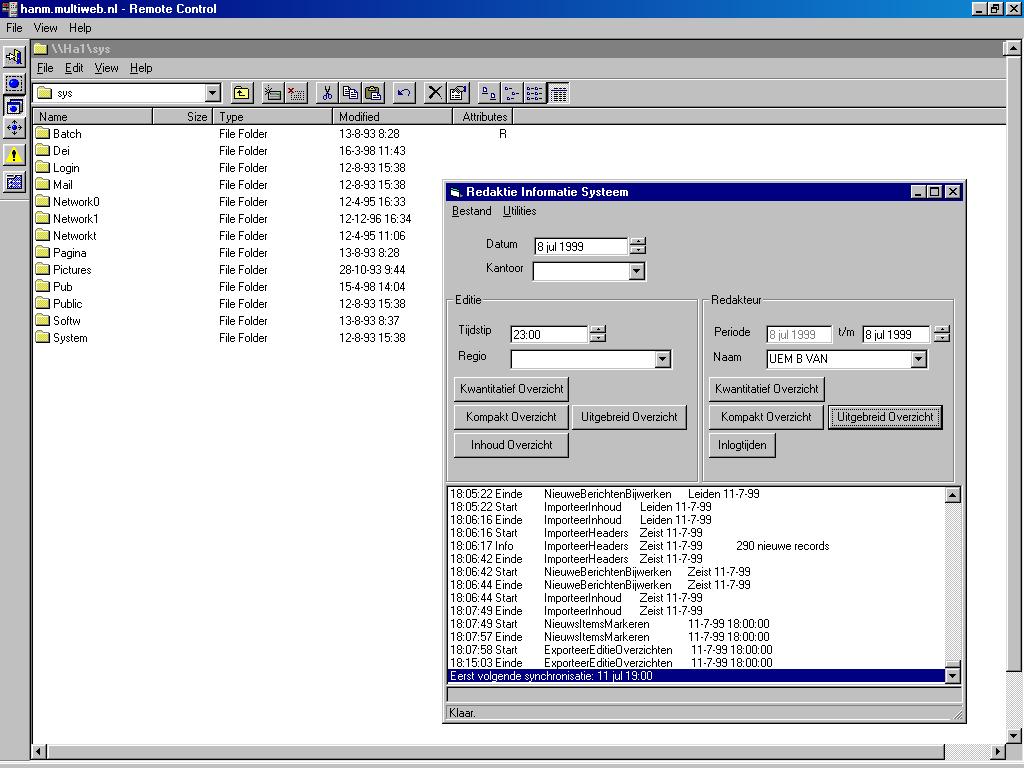 hanm.multiweb.nl - Remote Control
File View Help
\\Ha1\sys
File Edit View Help
sys
Name Size Type Modified Attributes
Batch File Folder 13-8-93 8:28 R
Dei File Folder 16-3-98 11:43
Login File Folder 12-8-93 15:38
Mail File Folder 12-8-93 15:38
Network0 File Folder 12-4-95 16:33
Network1 File Folder 12-12-96 16:34
Networkt File Folder 12-4-95 11:06
Pagina File Folder 13-8-93 8:28
Pictures File Folder 28-10-93 9:44
Pub File Folder 15-4-98 14:04
Public File Folder 12-8-93 15:38
Softw File Folder 13-8-93 8:37
System File Folder 12-8-93 15:38
Redaktie Informatie Systeem
Bestand Utilities
Datum 8 jul 1999
Kantoor
Editie
Tijdstip 23:00
Regio
Kwantitatief Overzicht
Kompakt Overzicht Uitgebreid Overzicht
Inhoud Overzicht
Redakteur
Periode 8 jul 1999 t/m 8 jul 1999
Naam UEM B VAN
Kwantitatief Overzicht
Kompakt Overzicht Uitgebreid Overzicht
Inlogtijden
18:05:22 Einde NieuweBerichtenBijwerken Leiden 11-7-99
18:05:22 Start ImporteerInhoud Leiden 11-7-99
18:06:16 Einde ImporteerInhoud Leiden 11-7-99
18:06:16 Start ImporteerHeaders Zeist 11-7-99
18:06:17 Info ImporteerHeaders Zeist 11-7-99 290 nieuwe records
18:06:42 Einde ImporteerHeaders Zeist 11-7-99
18:06:42 Start NieuweBerichtenBijwerken Zeist 11-7-99
18:06:44 Einde NieuweBerichtenBijwerken Zeist 11-7-99
18:06:44 Start ImporteerInhoud Zeist 11-7-99
18:07:49 Einde ImporteerInhoud Zeist 11-7-99
18:07:49 Start NieuwsItemsMarkeren 11-7-99 18:00:00
18:07:57 Einde NieuwsItemsMarkeren 11-7-99 18:00:00
18:07:58 Start ExporteerEditieOverzichten 11-7-99 18:00:00
18:15:03 Einde ExporteerEditieOverzichten 11-7-99 18:00:00
Eerst volgende synchronisatie: 11 jul 19:00
Klaar.